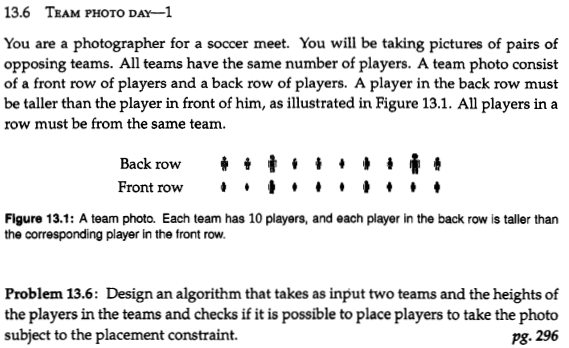 13.6 TEAM PHOTO DAY—1
You are a photographer for a soccer meet. You will be taking pictures of pairs of
opposing teams. All teams have the same number of players. A team photo consist
of a front row of players and a back row of players. A player in the back row must
be taller than the player in front of him, as illustrated in Figure 13.1. All players in a
row must be from the same team.
Back row
Front row
Figure 13.1: A team photo. Each team has 10 players, and each player in the back row is taller than
the corresponding player in the front row.
Problem 13.6: Design an algorithm that takes as input two teams and the heights of
the players in the teams and checks if it is possible to place players to take the photo
subject to the placement constraint. pg. 296